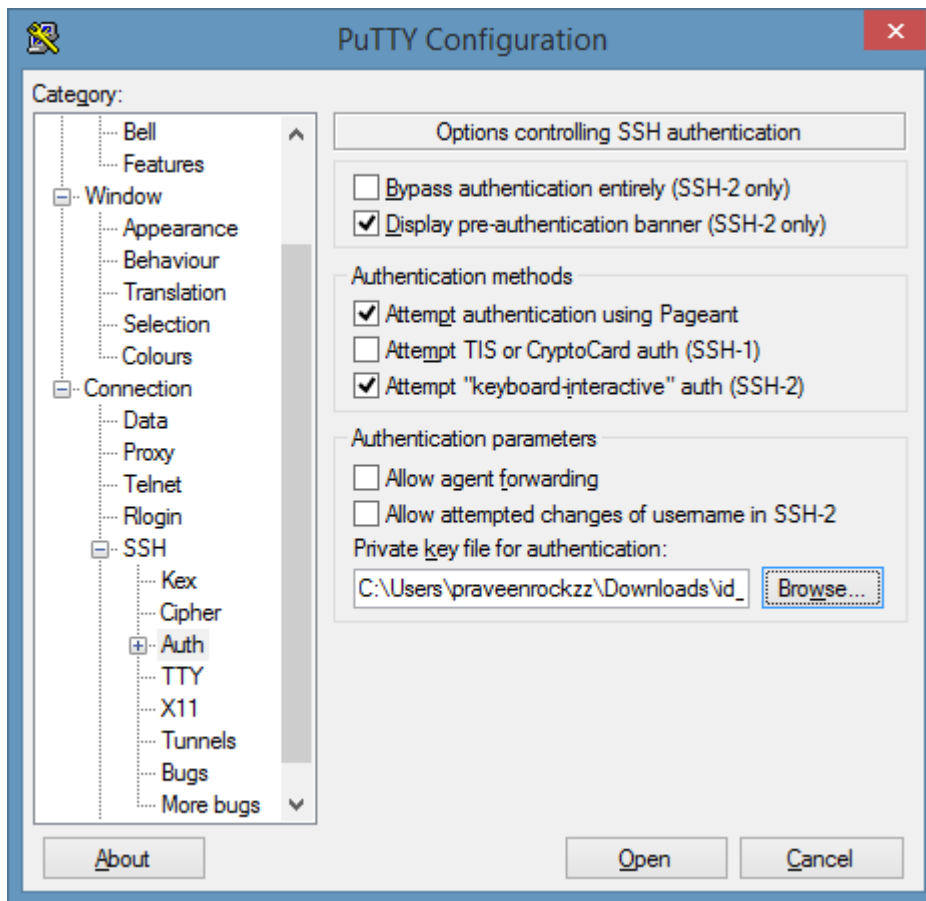 PuTTY Configuration
Category:
Bell
Features
Window
Appearance
Behaviour
Translation
Selection
Colours
Connection
Data
Proxy
Telnet
Rlogin
SSH
Kex
Cipher
Auth
TTY
X11
Tunnels
Bugs
More bugs
Options controlling SSH authentication
Bypass authentication entirely (SSH-2 only)
Display pre-authentication banner (SSH-2 only)
Authentication methods
Attempt authentication using Pageant
Attempt TIS or CryptoCard auth (SSH-1)
Attempt "keyboard-interactive" auth (SSH-2)
Authentication parameters
Allow agent forwarding
Allow attempted changes of username in SSH-2
Private key file for authentication:
C:\Users\praveenrockzz\Downloads\id_
Browse...
About
Open
Cancel